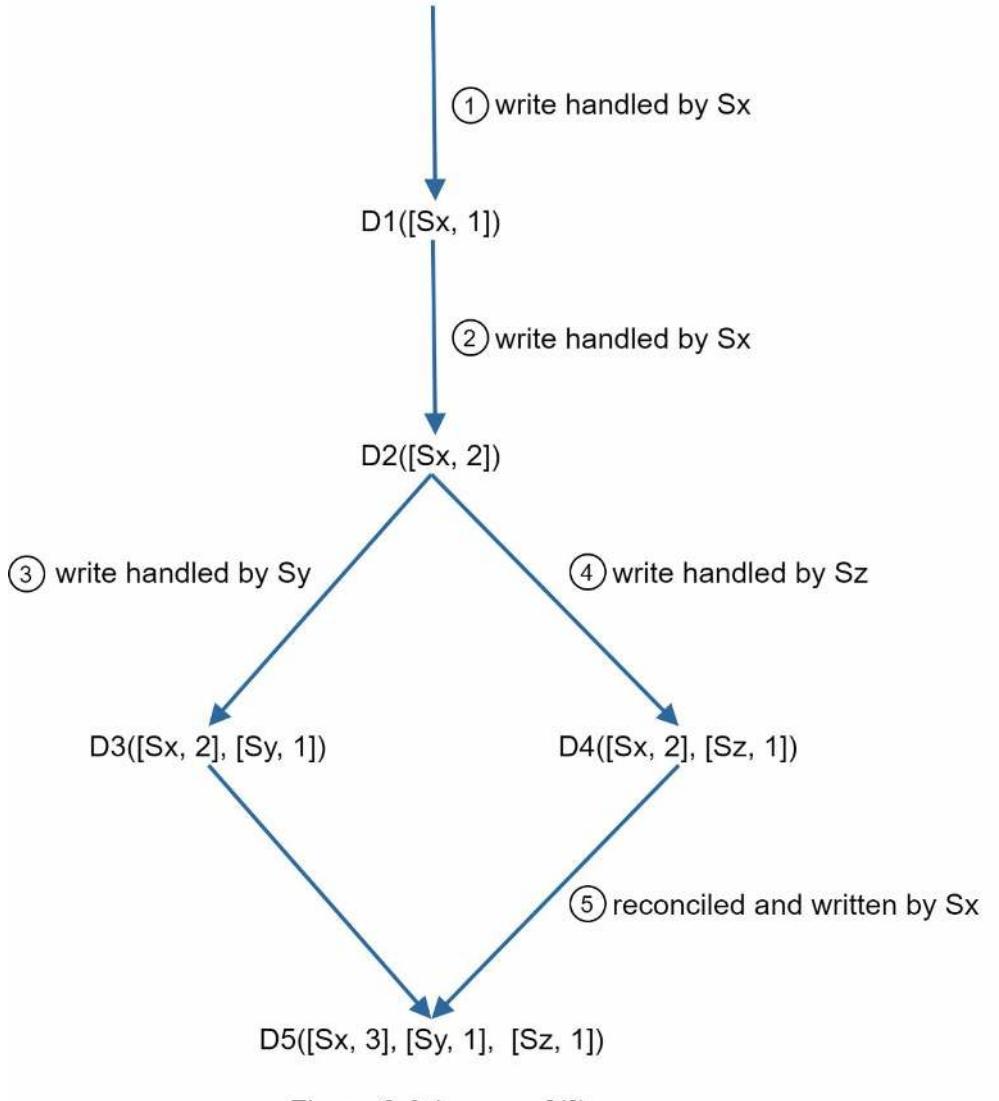 ① write handled by Sx
D1([Sx, 1])
② write handled by Sx
D2([Sx, 2])
③ write handled by Sy
④ write handled by Sz
D3([Sx, 2], [Sy, 1])
D4([Sx, 2], [Sz, 1])
⑤ reconciled and written by Sx
D5([Sx, 3], [Sy, 1], [Sz, 1])